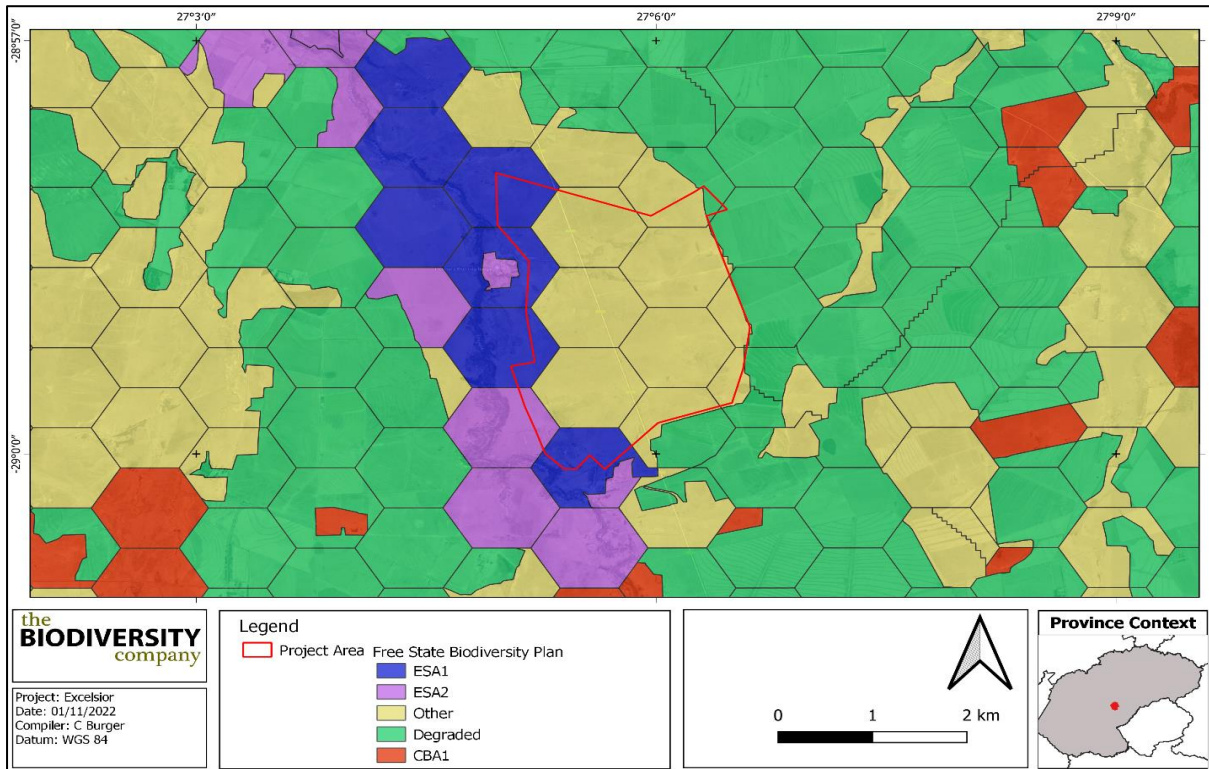 27°3'0"
27°6'0"
27°9'0"
-28°57'0"
-29°0'0"
the
BIODIVERSITY
company
Project: Excelsior
Date: 01/11/2022
Compiler: C Burger
Datum: WGS 84
Legend
Project Area
Free State Biodiversity Plan
ESA1
ESA2
Other
Degraded
CBA1
0 1 2 km
Province Context